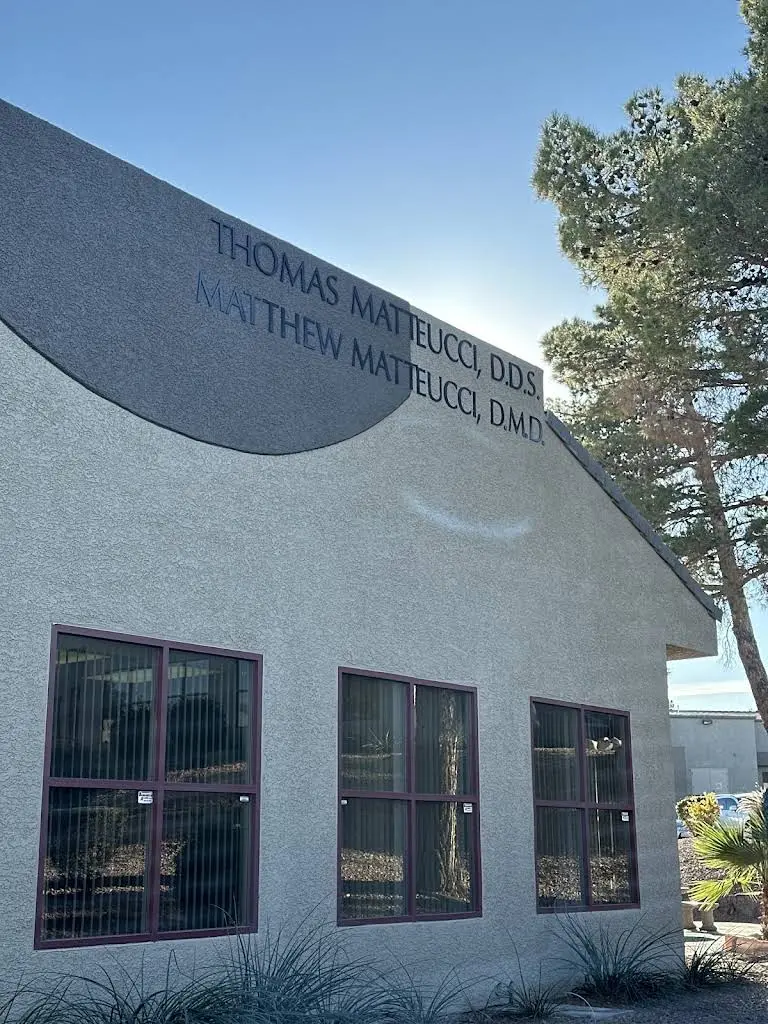 THOMAS MATTEUCCI, D.D.S.
MATTHEW MATTEUCCI, D.M.D.